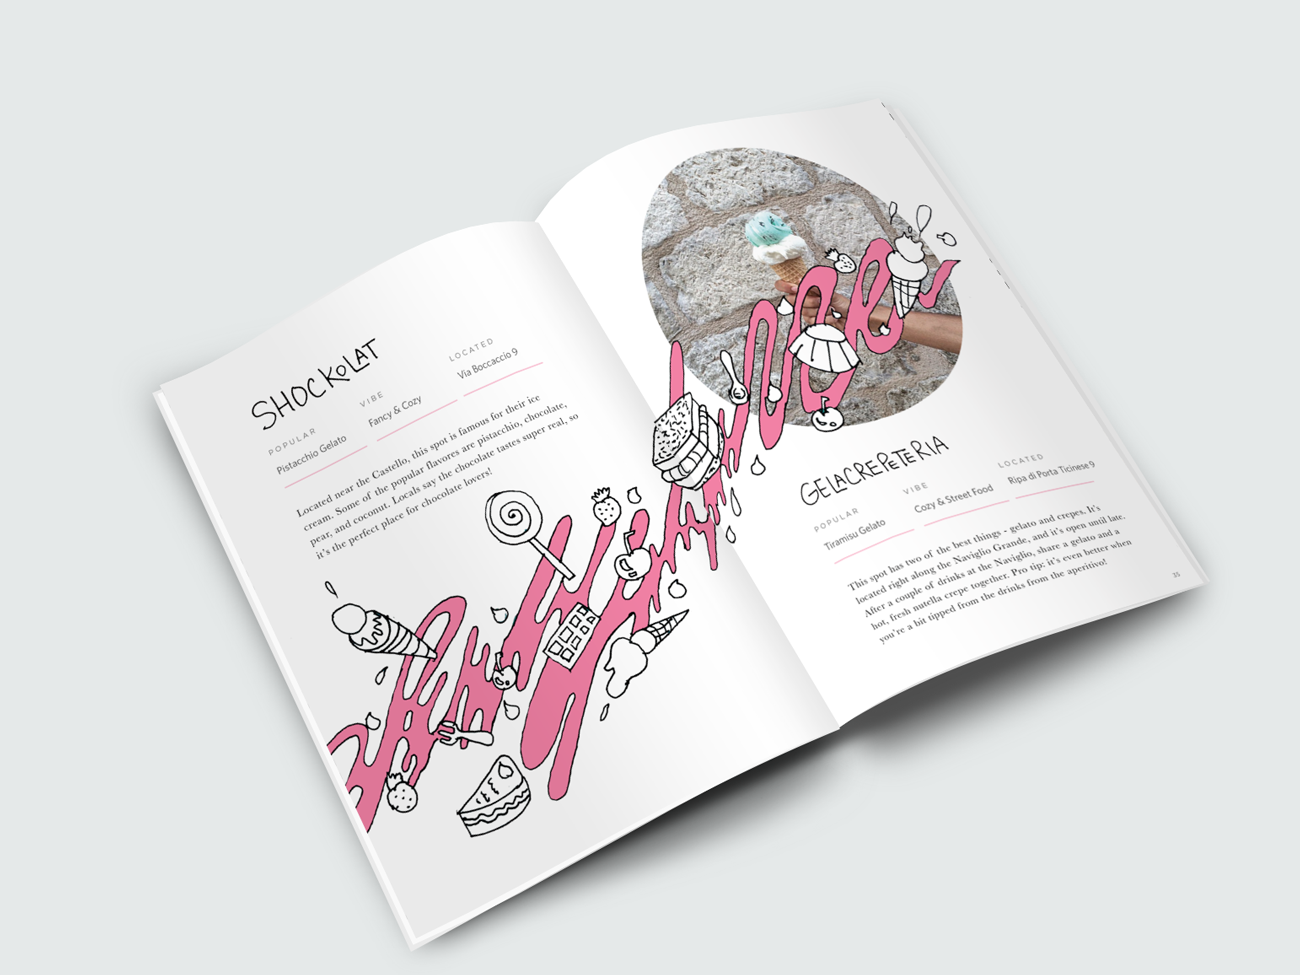 SHOCKOLAT
POPULAR
Pistacchio Gelato
VIBE
Fancy & Cozy
LOCATED
Via Boccaccio 9
Located near the Castello, this spot is famous for their ice
cream. Some of the popular flavores are pistacchio, chocolate,
pear, and coconut. Locals say the chocolate tastes super real, so
it's the perfect place for chocolate lovers!
GELACREPETERIA
POPULAR
Tiramisu Gelato
VIBE
Cozy & Street Food
LOCATED
Ripa di Porta Ticinese 9
This spot has two of the best things - gelato and crepes. It's
located right along the Naviglio Grande, and it's open until late.
After a couple of drinks at the Naviglio, share a gelato and a
hot, fresh nutella crepe together. Pro tip: it's even better when
you're a bit tipped from the drinks from the aperitivo!
35